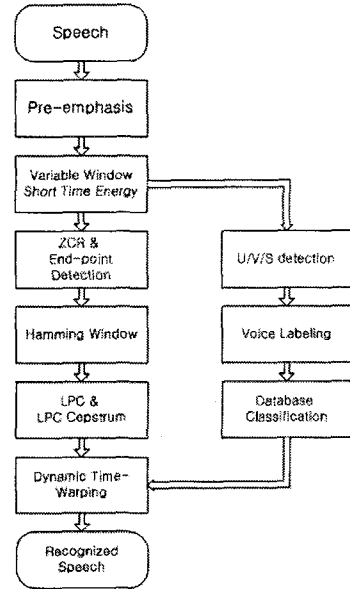 Speech
Pre-emphasis
Variable Window
Short Time Energy
ZCR &
End-point
Detection
U/V/S detection
Hamming Window
Voice Labeling
LPC &
LPC Cepstrum
Database
Classification
Dynamic Time-
Warping
Recognized
Speech